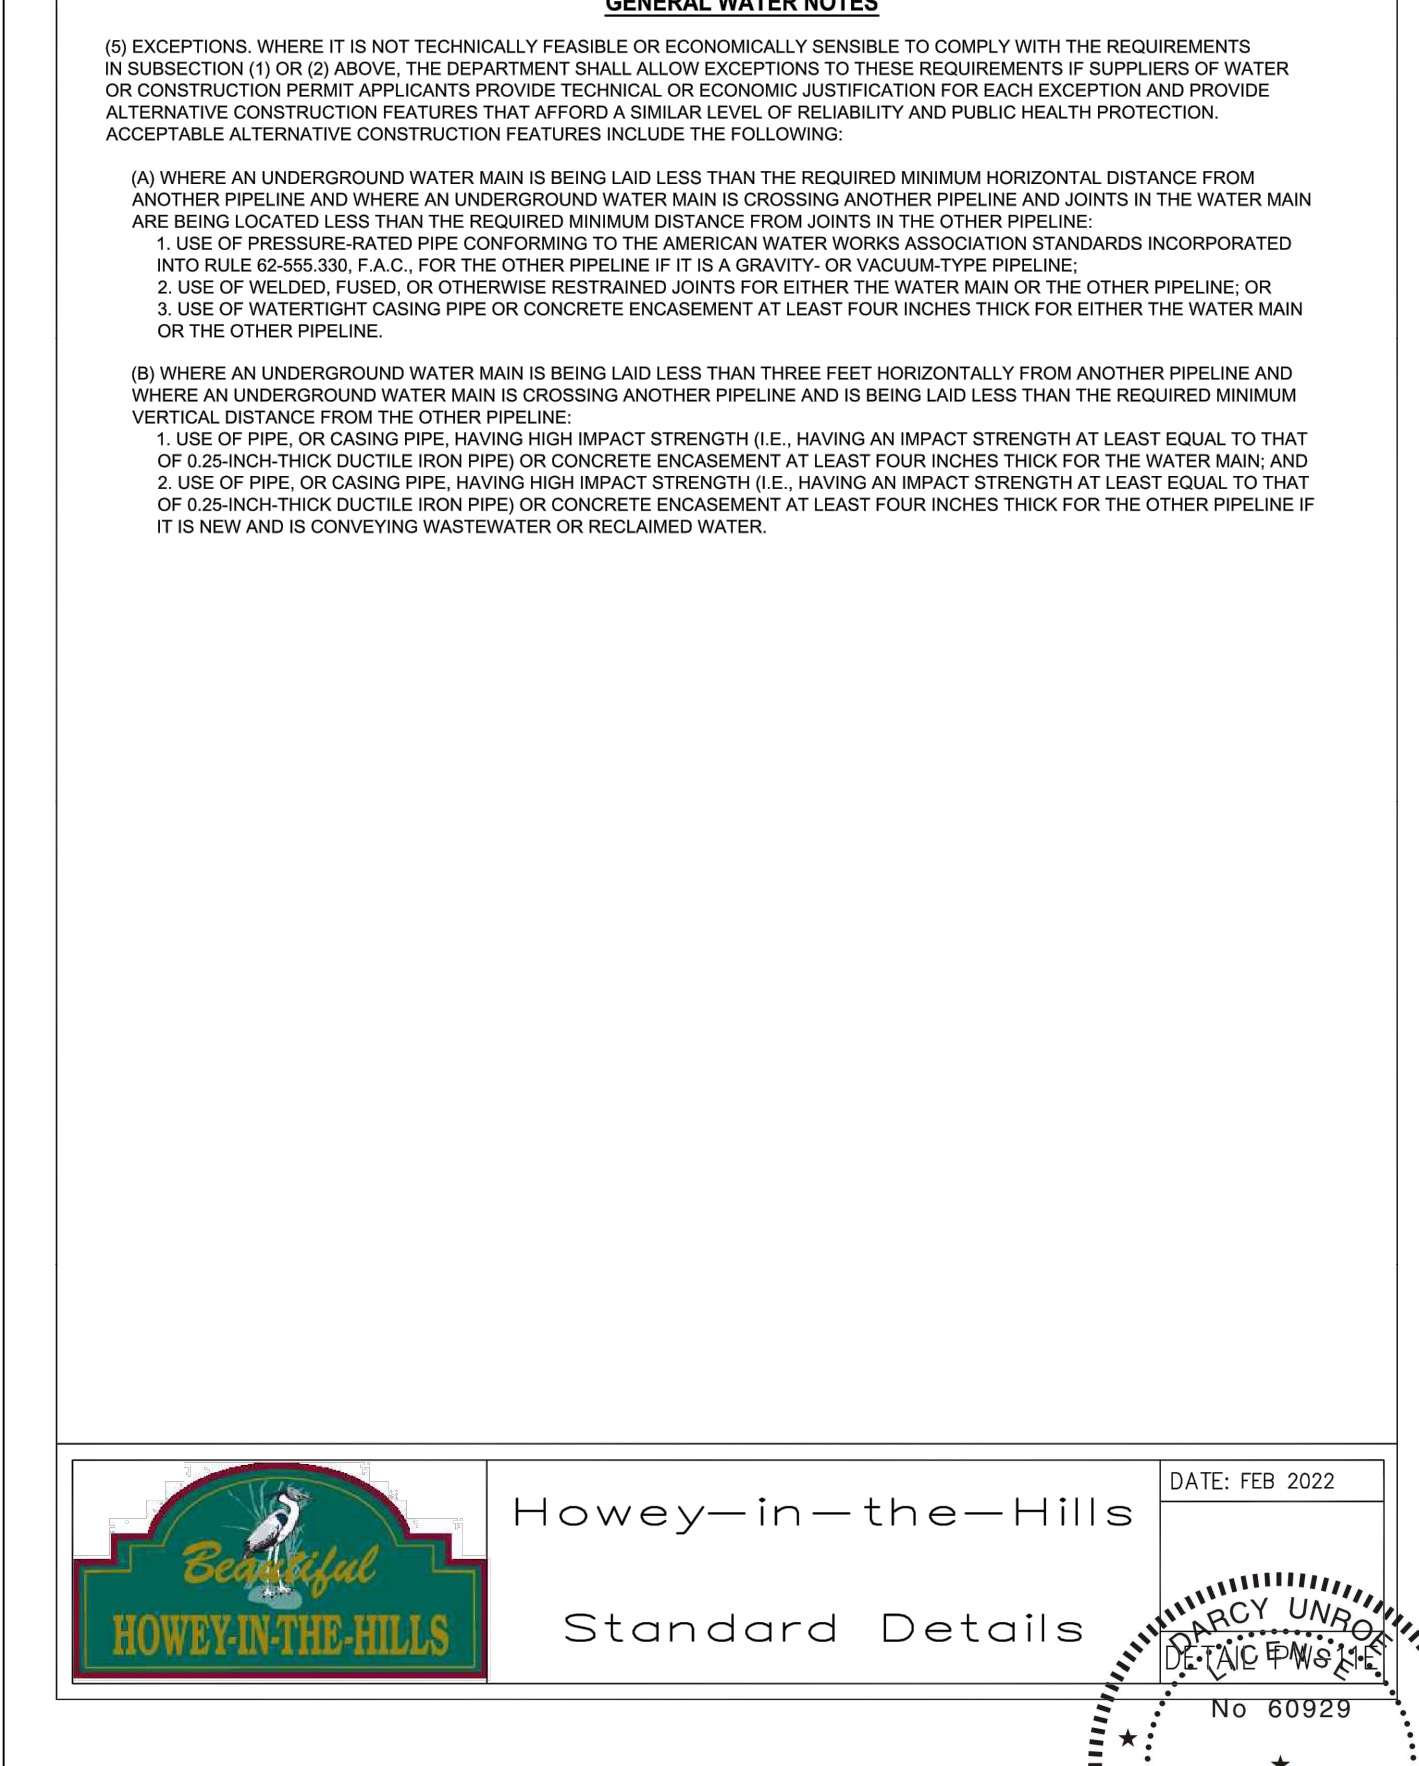 GENERAL WATER NOTES
(5) EXCEPTIONS. WHERE IT IS NOT TECHNICALLY FEASIBLE OR ECONOMICALLY SENSIBLE TO COMPLY WITH THE REQUIREMENTS
IN SUBSECTION (1) OR (2) ABOVE, THE DEPARTMENT SHALL ALLOW EXCEPTIONS TO THESE REQUIREMENTS IF SUPPLIERS OF WATER
OR CONSTRUCTION PERMIT APPLICANTS PROVIDE TECHNICAL OR ECONOMIC JUSTIFICATION FOR EACH EXCEPTION AND PROVIDE
ALTERNATIVE CONSTRUCTION FEATURES THAT AFFORD A SIMILAR LEVEL OF RELIABILITY AND PUBLIC HEALTH PROTECTION.
ACCEPTABLE ALTERNATIVE CONSTRUCTION FEATURES INCLUDE THE FOLLOWING:
(A) WHERE AN UNDERGROUND WATER MAIN IS BEING LAID LESS THAN THE REQUIRED MINIMUM HORIZONTAL DISTANCE FROM
ANOTHER PIPELINE AND WHERE AN UNDERGROUND WATER MAIN IS CROSSING ANOTHER PIPELINE AND JOINTS IN THE WATER MAIN
ARE BEING LOCATED LESS THAN THE REQUIRED MINIMUM DISTANCE FROM JOINTS IN THE OTHER PIPELINE:
1. USE OF PRESSURE-RATED PIPE CONFORMING TO THE AMERICAN WATER WORKS ASSOCIATION STANDARDS INCORPORATED
INTO RULE 62-555.330, F.A.C., FOR THE OTHER PIPELINE IF IT IS A GRAVITY- OR VACUUM-TYPE PIPELINE;
2. USE OF WELDED, FUSED, OR OTHERWISE RESTRAINED JOINTS FOR EITHER THE WATER MAIN OR THE OTHER PIPELINE; OR
3. USE OF WATERTIGHT CASING PIPE OR CONCRETE ENCASEMENT AT LEAST FOUR INCHES THICK FOR EITHER THE WATER MAIN
OR THE OTHER PIPELINE.
(B) WHERE AN UNDERGROUND WATER MAIN IS BEING LAID LESS THAN THREE FEET HORIZONTALLY FROM ANOTHER PIPELINE AND
WHERE AN UNDERGROUND WATER MAIN IS CROSSING ANOTHER PIPELINE AND IS BEING LAID LESS THAN THE REQUIRED MINIMUM
VERTICAL DISTANCE FROM THE OTHER PIPELINE:
1. USE OF PIPE, OR CASING PIPE, HAVING HIGH IMPACT STRENGTH (I.E., HAVING AN IMPACT STRENGTH AT LEAST EQUAL TO THAT
OF 0.25-INCH-THICK DUCTILE IRON PIPE) OR CONCRETE ENCASEMENT AT LEAST FOUR INCHES THICK FOR THE WATER MAIN; AND
2. USE OF PIPE, OR CASING PIPE, HAVING HIGH IMPACT STRENGTH (I.E., HAVING AN IMPACT STRENGTH AT LEAST EQUAL TO THAT
OF 0.25-INCH-THICK DUCTILE IRON PIPE) OR CONCRETE ENCASEMENT AT LEAST FOUR INCHES THICK FOR THE OTHER PIPELINE IF
IT IS NEW AND IS CONVEYING WASTEWATER OR RECLAIMED WATER.
Beautiful
HOWEY-IN-THE-HILLS
Howey-in-the-Hills
Standard Details
DATE: FEB 2022
DETAIL PW-11E
DARCY UNROE
LICENSE
No 60929